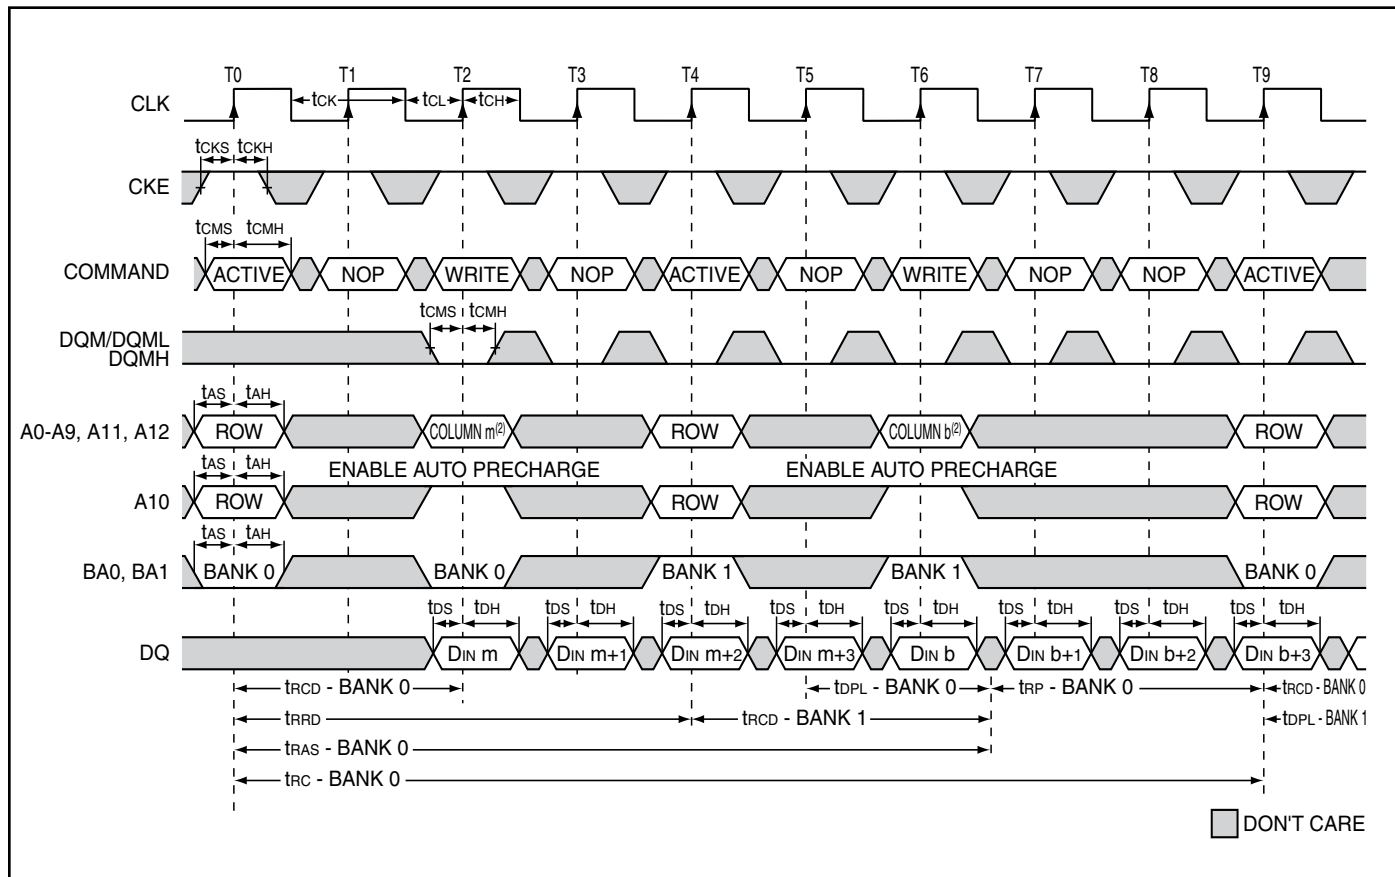 T0 T1 T2 T3 T4 T5 T6 T7 T8 T9
CLK tCK tCL tCH
tCKS tCKH
CKE
tCMS tCMH
COMMAND ACTIVE NOP WRITE NOP ACTIVE NOP WRITE NOP NOP ACTIVE
tCMS tCMH
DQM/DQML
DQMH
tAS tAH
A0-A9, A11, A12 ROW COLUMN m(2) ROW COLUMN b(2) ROW
tAS tAH ENABLE AUTO PRECHARGE ENABLE AUTO PRECHARGE
A10 ROW ROW ROW
tAS tAH
BA0, BA1 BANK 0 BANK 0 BANK 1 BANK 1 BANK 0
tDS tDH tDS tDH tDS tDH tDS tDH tDS tDH tDS tDH tDS tDH tDS tDH
DQ DIN m DIN m+1 DIN m+2 DIN m+3 DIN b DIN b+1 DIN b+2 DIN b+3
tRCD - BANK 0 tDPL - BANK 0 tRP - BANK 0 tRCD - BANK 0
tRRD tRCD - BANK 1 tDPL - BANK 1
tRAS - BANK 0
tRC - BANK 0
DON'T CARE